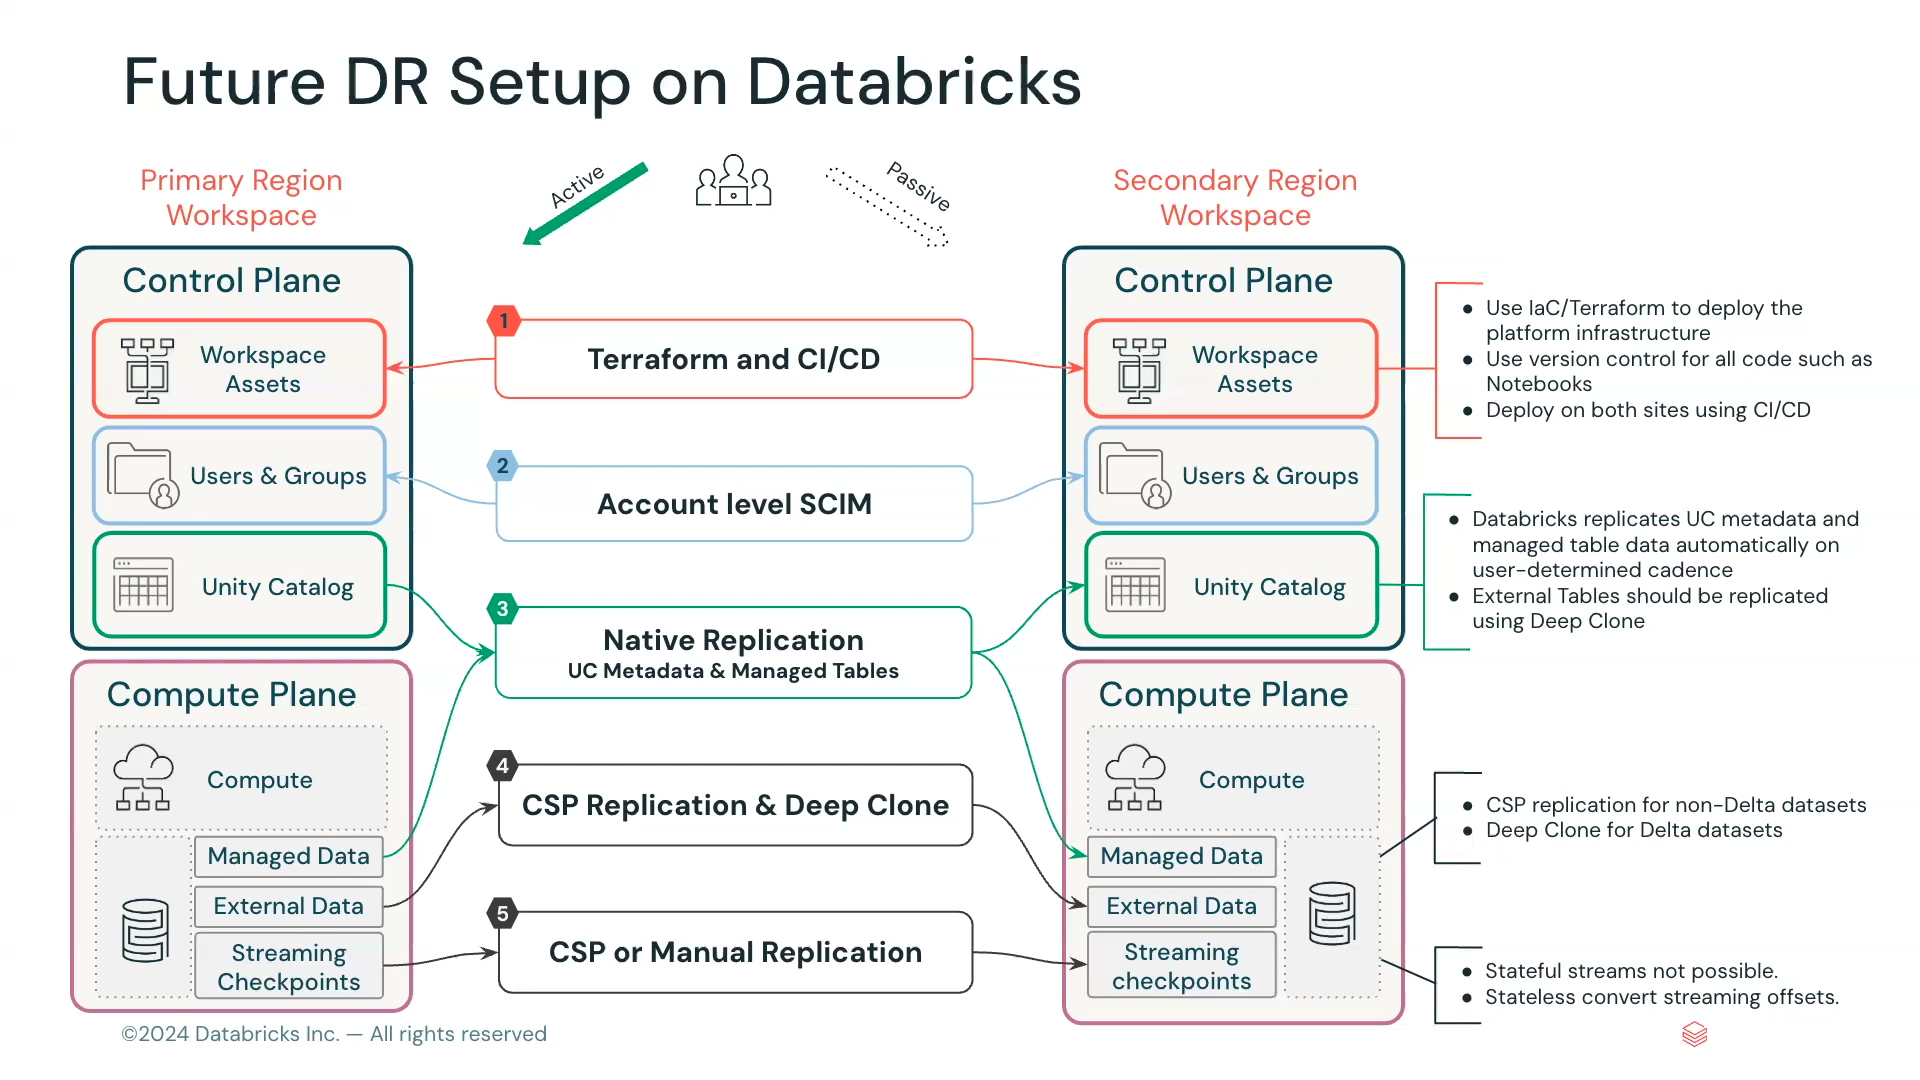 Future DR Setup on Databricks
Primary Region
Workspace
Active
Passive
Secondary Region
Workspace
Control Plane
Workspace
Assets
Users & Groups
Unity Catalog
Compute Plane
Compute
Managed Data
External Data
Streaming
Checkpoints
1
Terraform and CI/CD
2
Account level SCIM
3
Native Replication
UC Metadata & Managed Tables
4
CSP Replication & Deep Clone
5
CSP or Manual Replication
Control Plane
Workspace
Assets
Users & Groups
Unity Catalog
Compute Plane
Compute
Managed Data
External Data
Streaming
checkpoints
● Use IaC/Terraform to deploy the
platform infrastructure
● Use version control for all code such as
Notebooks
● Deploy on both sites using CI/CD
● Databricks replicates UC metadata and
managed table data automatically on
user-determined cadence
● External Tables should be replicated
using Deep Clone
● CSP replication for non-Delta datasets
● Deep Clone for Delta datasets
● Stateful streams not possible.
● Stateless convert streaming offsets.
©2024 Databricks Inc. — All rights reserved